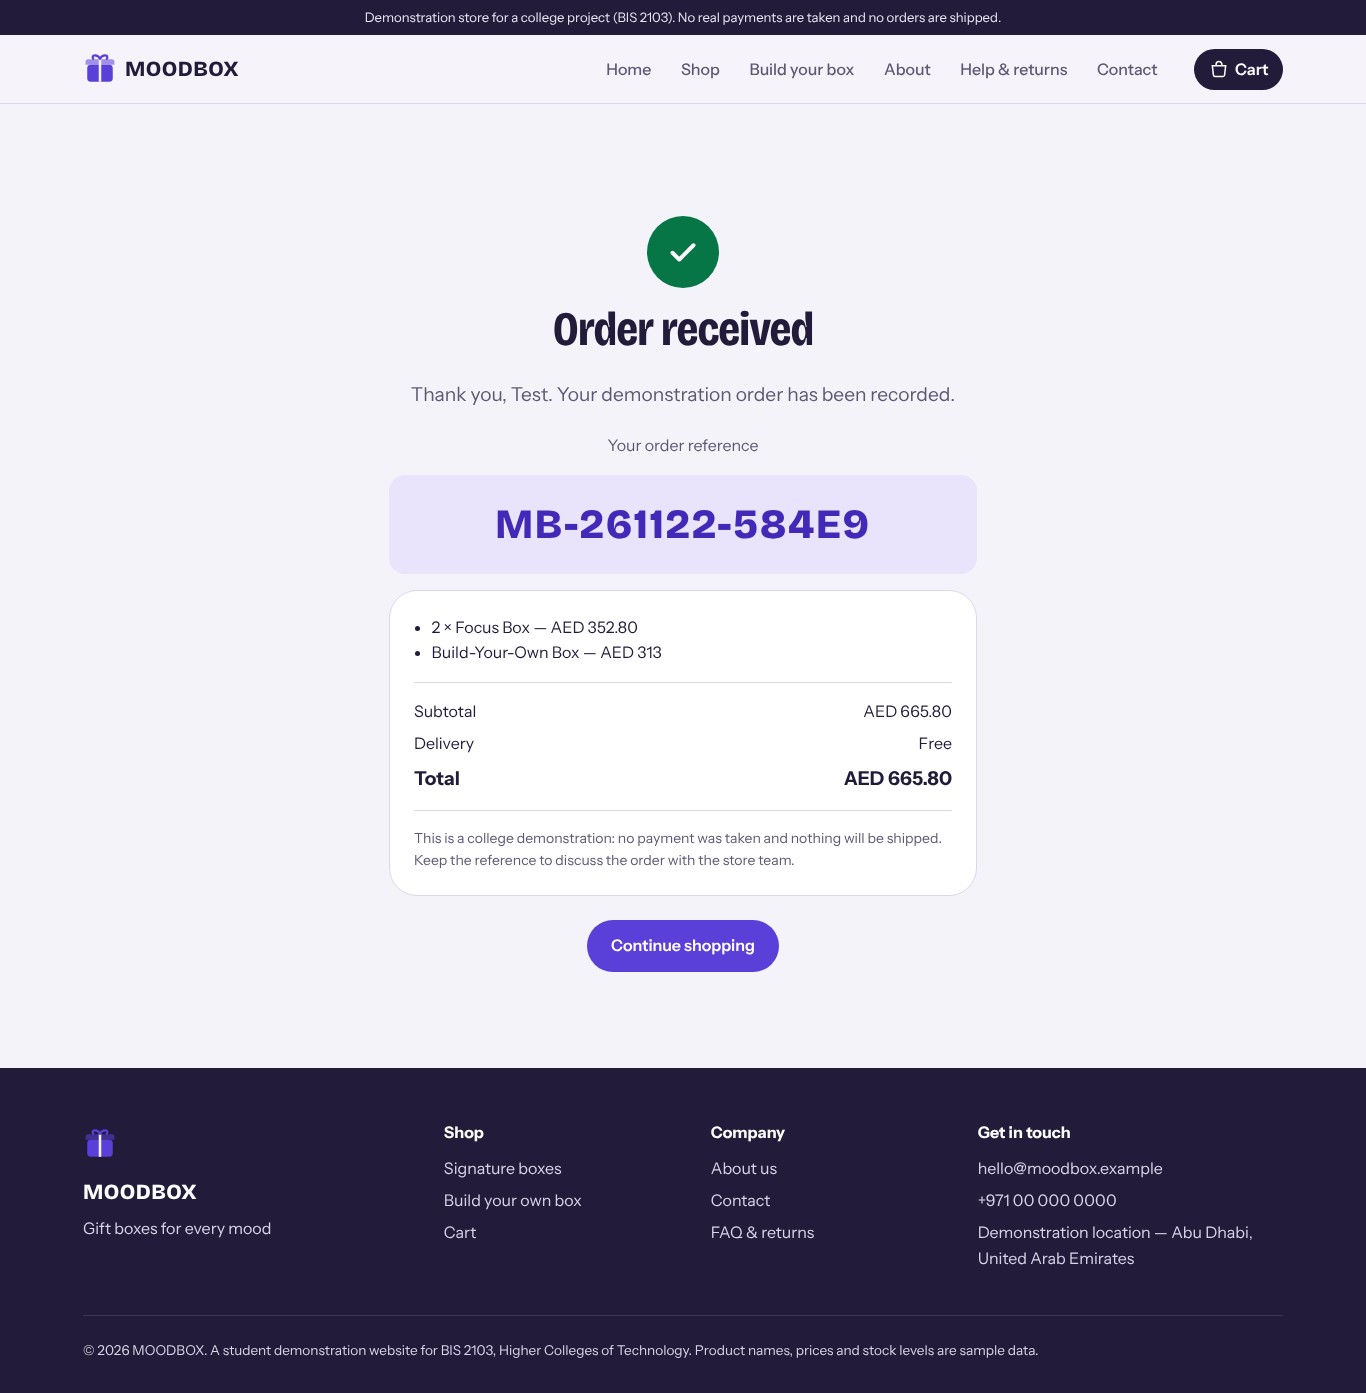 Demonstration store for a college project (BIS 2103). No real payments are taken and no orders are shipped.
MOODBOX
Home
Shop
Build your box
About
Help & returns
Contact
Cart
Order received
Thank you, Test. Your demonstration order has been recorded.
Your order reference
MB-261122-584E9
• 2 × Focus Box — AED 352.80
• Build-Your-Own Box — AED 313
Subtotal AED 665.80
Delivery Free
Total AED 665.80
This is a college demonstration: no payment was taken and nothing will be shipped.
Keep the reference to discuss the order with the store team.
Continue shopping
MOODBOX
Gift boxes for every mood
Shop
Signature boxes
Build your own box
Cart
Company
About us
Contact
FAQ & returns
Get in touch
hello@moodbox.example
+971 00 000 0000
Demonstration location — Abu Dhabi,
United Arab Emirates
© 2026 MOODBOX. A student demonstration website for BIS 2103, Higher Colleges of Technology. Product names, prices and stock levels are sample data.